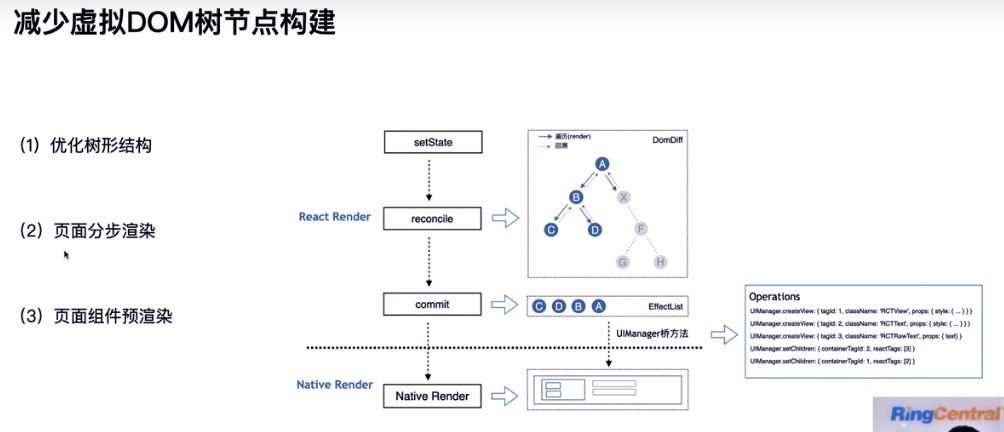 减少虚拟DOM树节点构建
(1) 优化树形结构
(2) 页面分步渲染
(3) 页面组件预渲染
setState
React Render
reconcile
commit
Native Render
Native Render
遍历(render)
回溯
DomDiff
A
B
X
C
D
F
G
H
C D B A
EffectList
UIManager桥方法
Operations
UIManager.createView: { tagId: 1, className: 'RCTView', props: { style: { ... } } }
UIManager.createView: { tagId: 2, className: 'RCTText', props: { style: { ... } } }
UIManager.createView: { tagId: 3, className: 'RCTRawText', props: { text} }
UIManager.setChildren: { containerTagId: 2, reactTags: [3] }
UIManager.setChildren: { containerTagId: 1, reactTags: [2] }
RingCentral